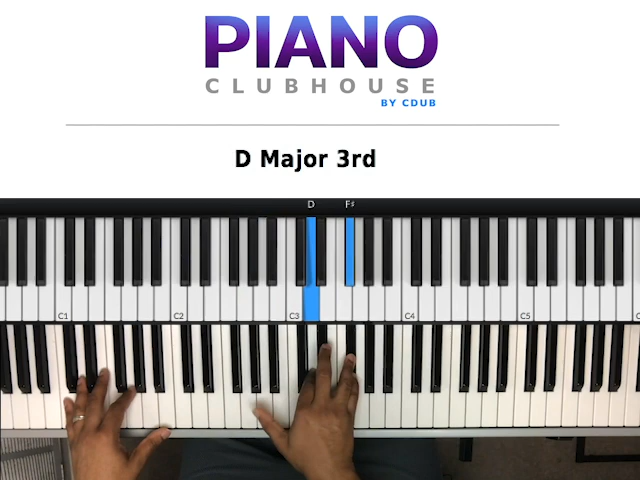 PIANO
CLUBHOUSE
BY CDUB
D Major 3rd
D F♯
C1 C2 C3 C4 C5 C